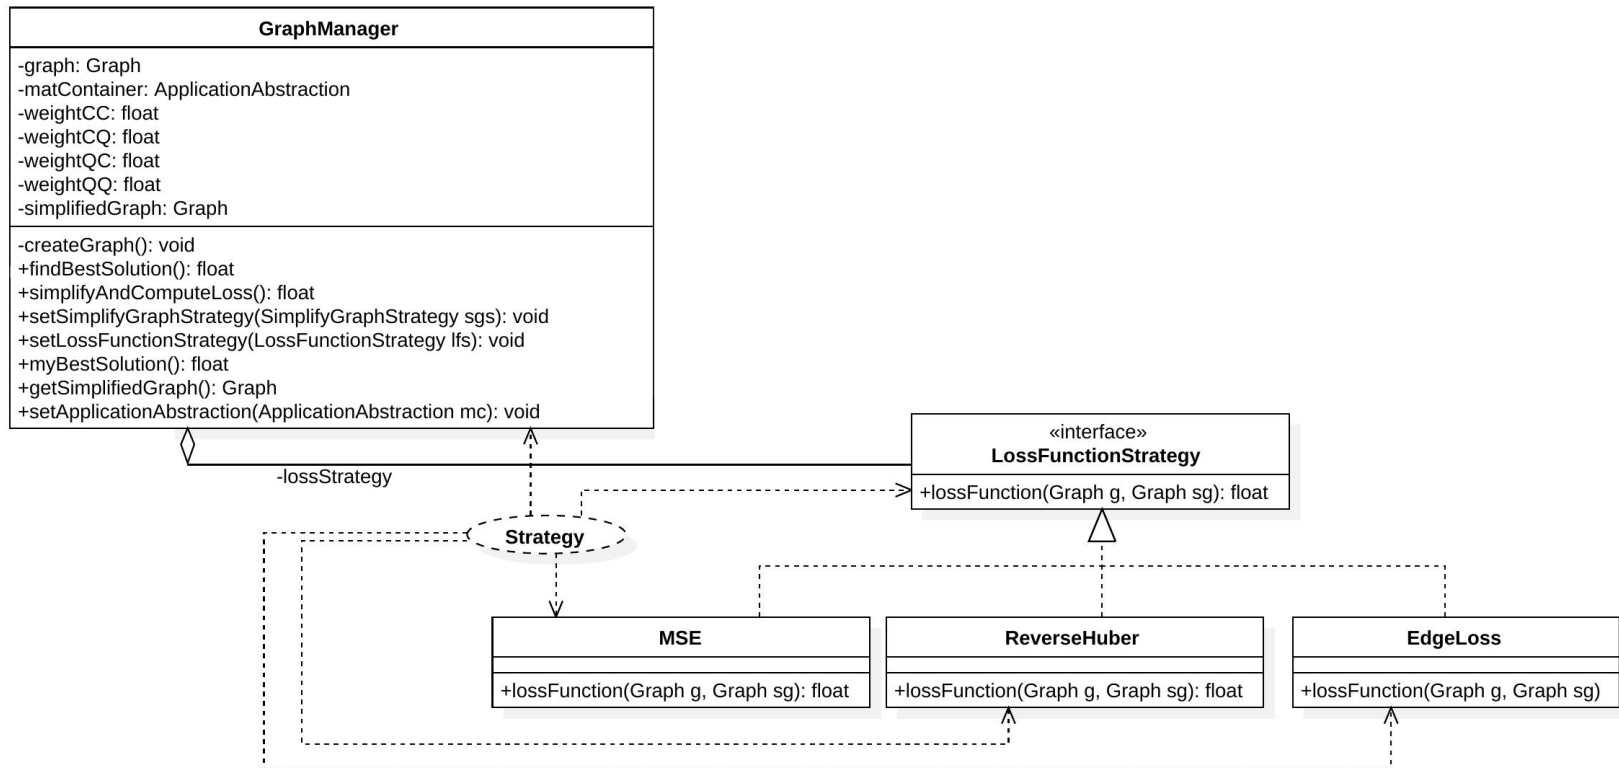 GraphManager
-graph: Graph
-matContainer: ApplicationAbstraction
-weightCC: float
-weightCQ: float
-weightQC: float
-weightQQ: float
-simplifiedGraph: Graph
-createGraph(): void
+findBestSolution(): float
+simplifyAndComputeLoss(): float
+setSimplifyGraphStrategy(SimplifyGraphStrategy sgs): void
+setLossFunctionStrategy(LossFunctionStrategy lfs): void
+myBestSolution(): float
+getSimplifiedGraph(): Graph
+setApplicationAbstraction(ApplicationAbstraction mc): void
-lossStrategy
«interface»
LossFunctionStrategy
+lossFunction(Graph g, Graph sg): float
Strategy
MSE
+lossFunction(Graph g, Graph sg): float
ReverseHuber
+lossFunction(Graph g, Graph sg): float
EdgeLoss
+lossFunction(Graph g, Graph sg)